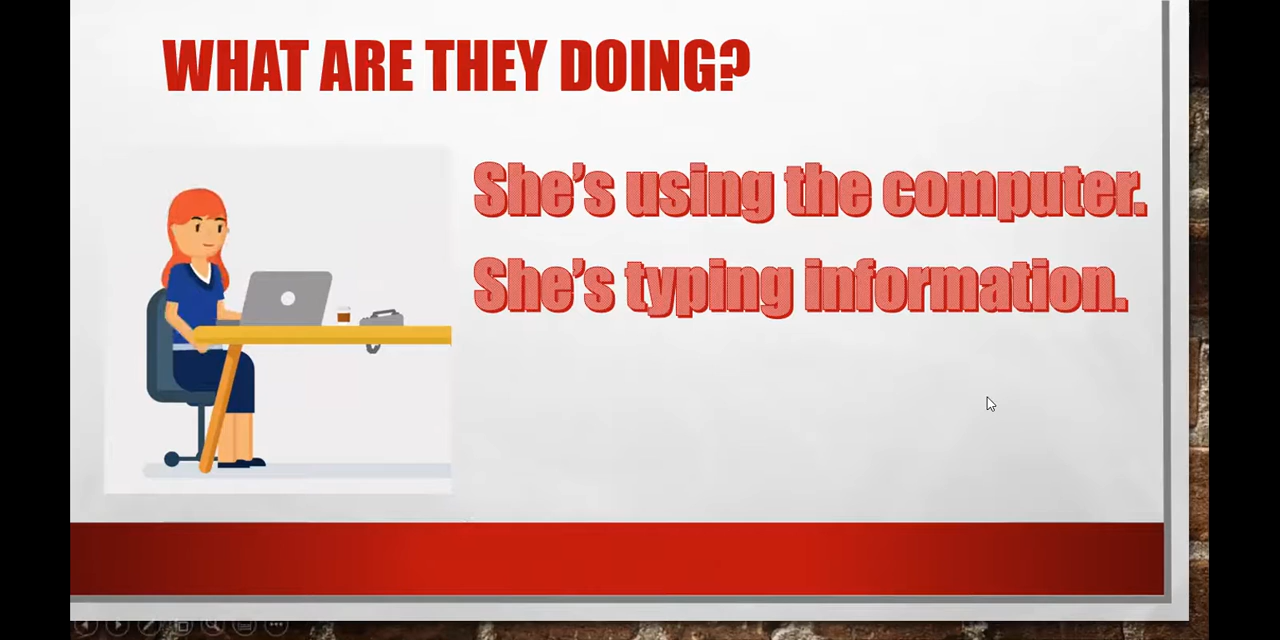 WHAT ARE THEY DOING?
She's using the computer.
She's typing information.